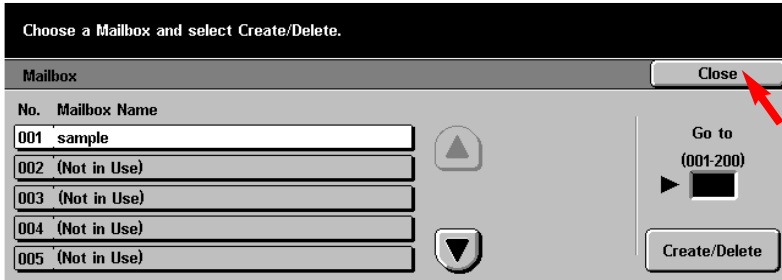 Choose a Mailbox and select Create/Delete.
Mailbox
Close
No. Mailbox Name
001 sample
002 (Not in Use)
003 (Not in Use)
004 (Not in Use)
005 (Not in Use)
Go to
(001-200)
Create/Delete